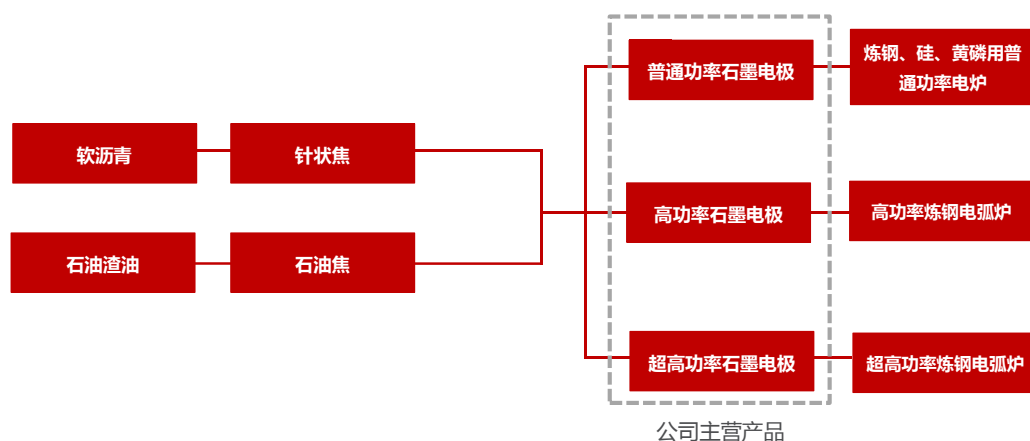 软沥青
针状焦
石油渣油
石油焦
普通功率石墨电极
炼钢、硅、黄磷用普
通功率电炉
高功率石墨电极
高功率炼钢电弧炉
超高功率石墨电极
超高功率炼钢电弧炉
公司主营产品